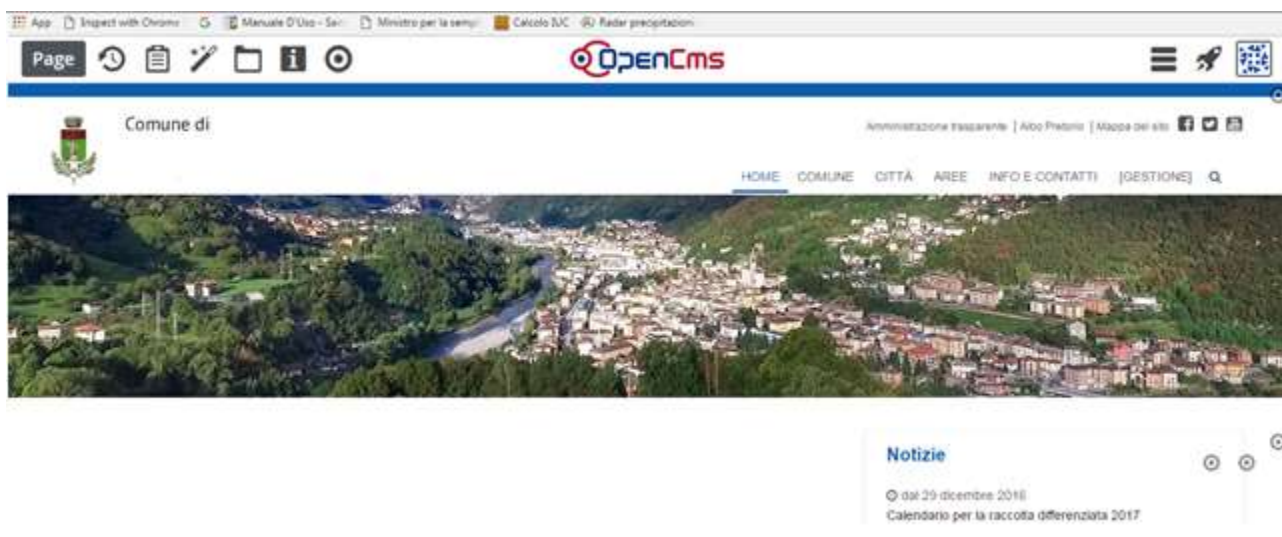 App Inspect with Chrome G Manuale D'Uso - Ser Ministro per la semp Calcolo IUC Radar precipitazion
Page OpenCms
Comune di
Amministrazione trasparente | Albo Pretorio | Mappa del sito
HOME COMUNE CITTÀ AREE INFO E CONTATTI [GESTIONE]
Notizie
dal 29 dicembre 2016
Calendario per la raccolta differenziata 2017